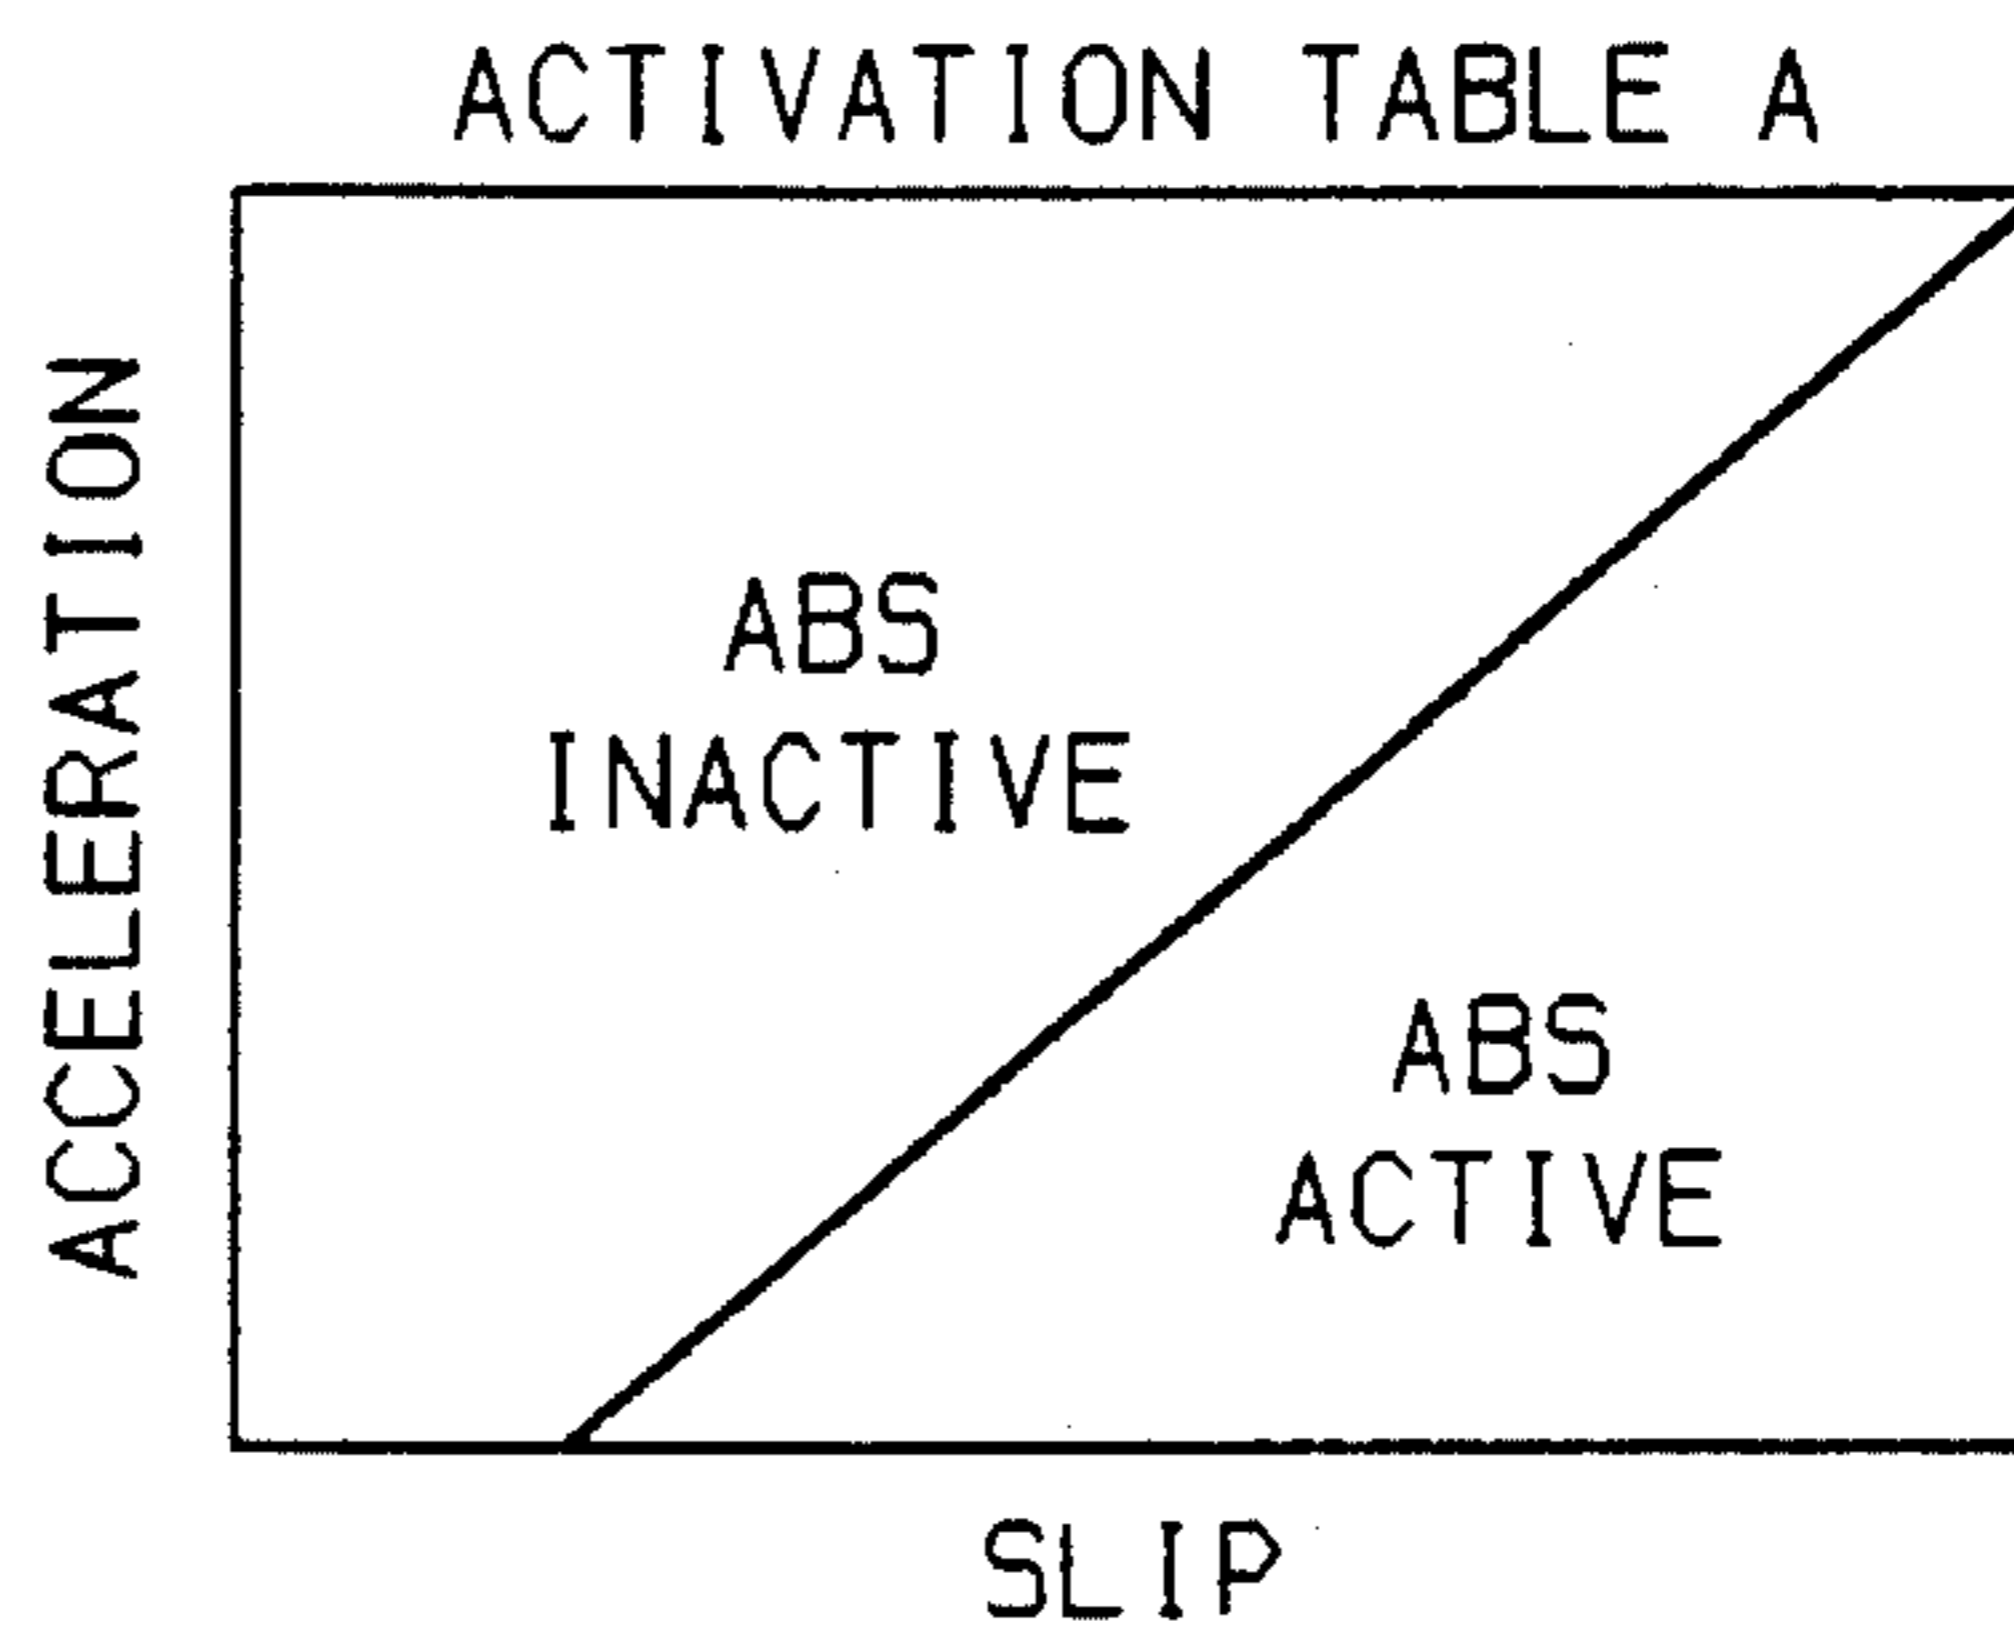 ACTIVATION TABLE A
ACCELERATION
ABS
INACTIVE
ABS
ACTIVE
SLIP